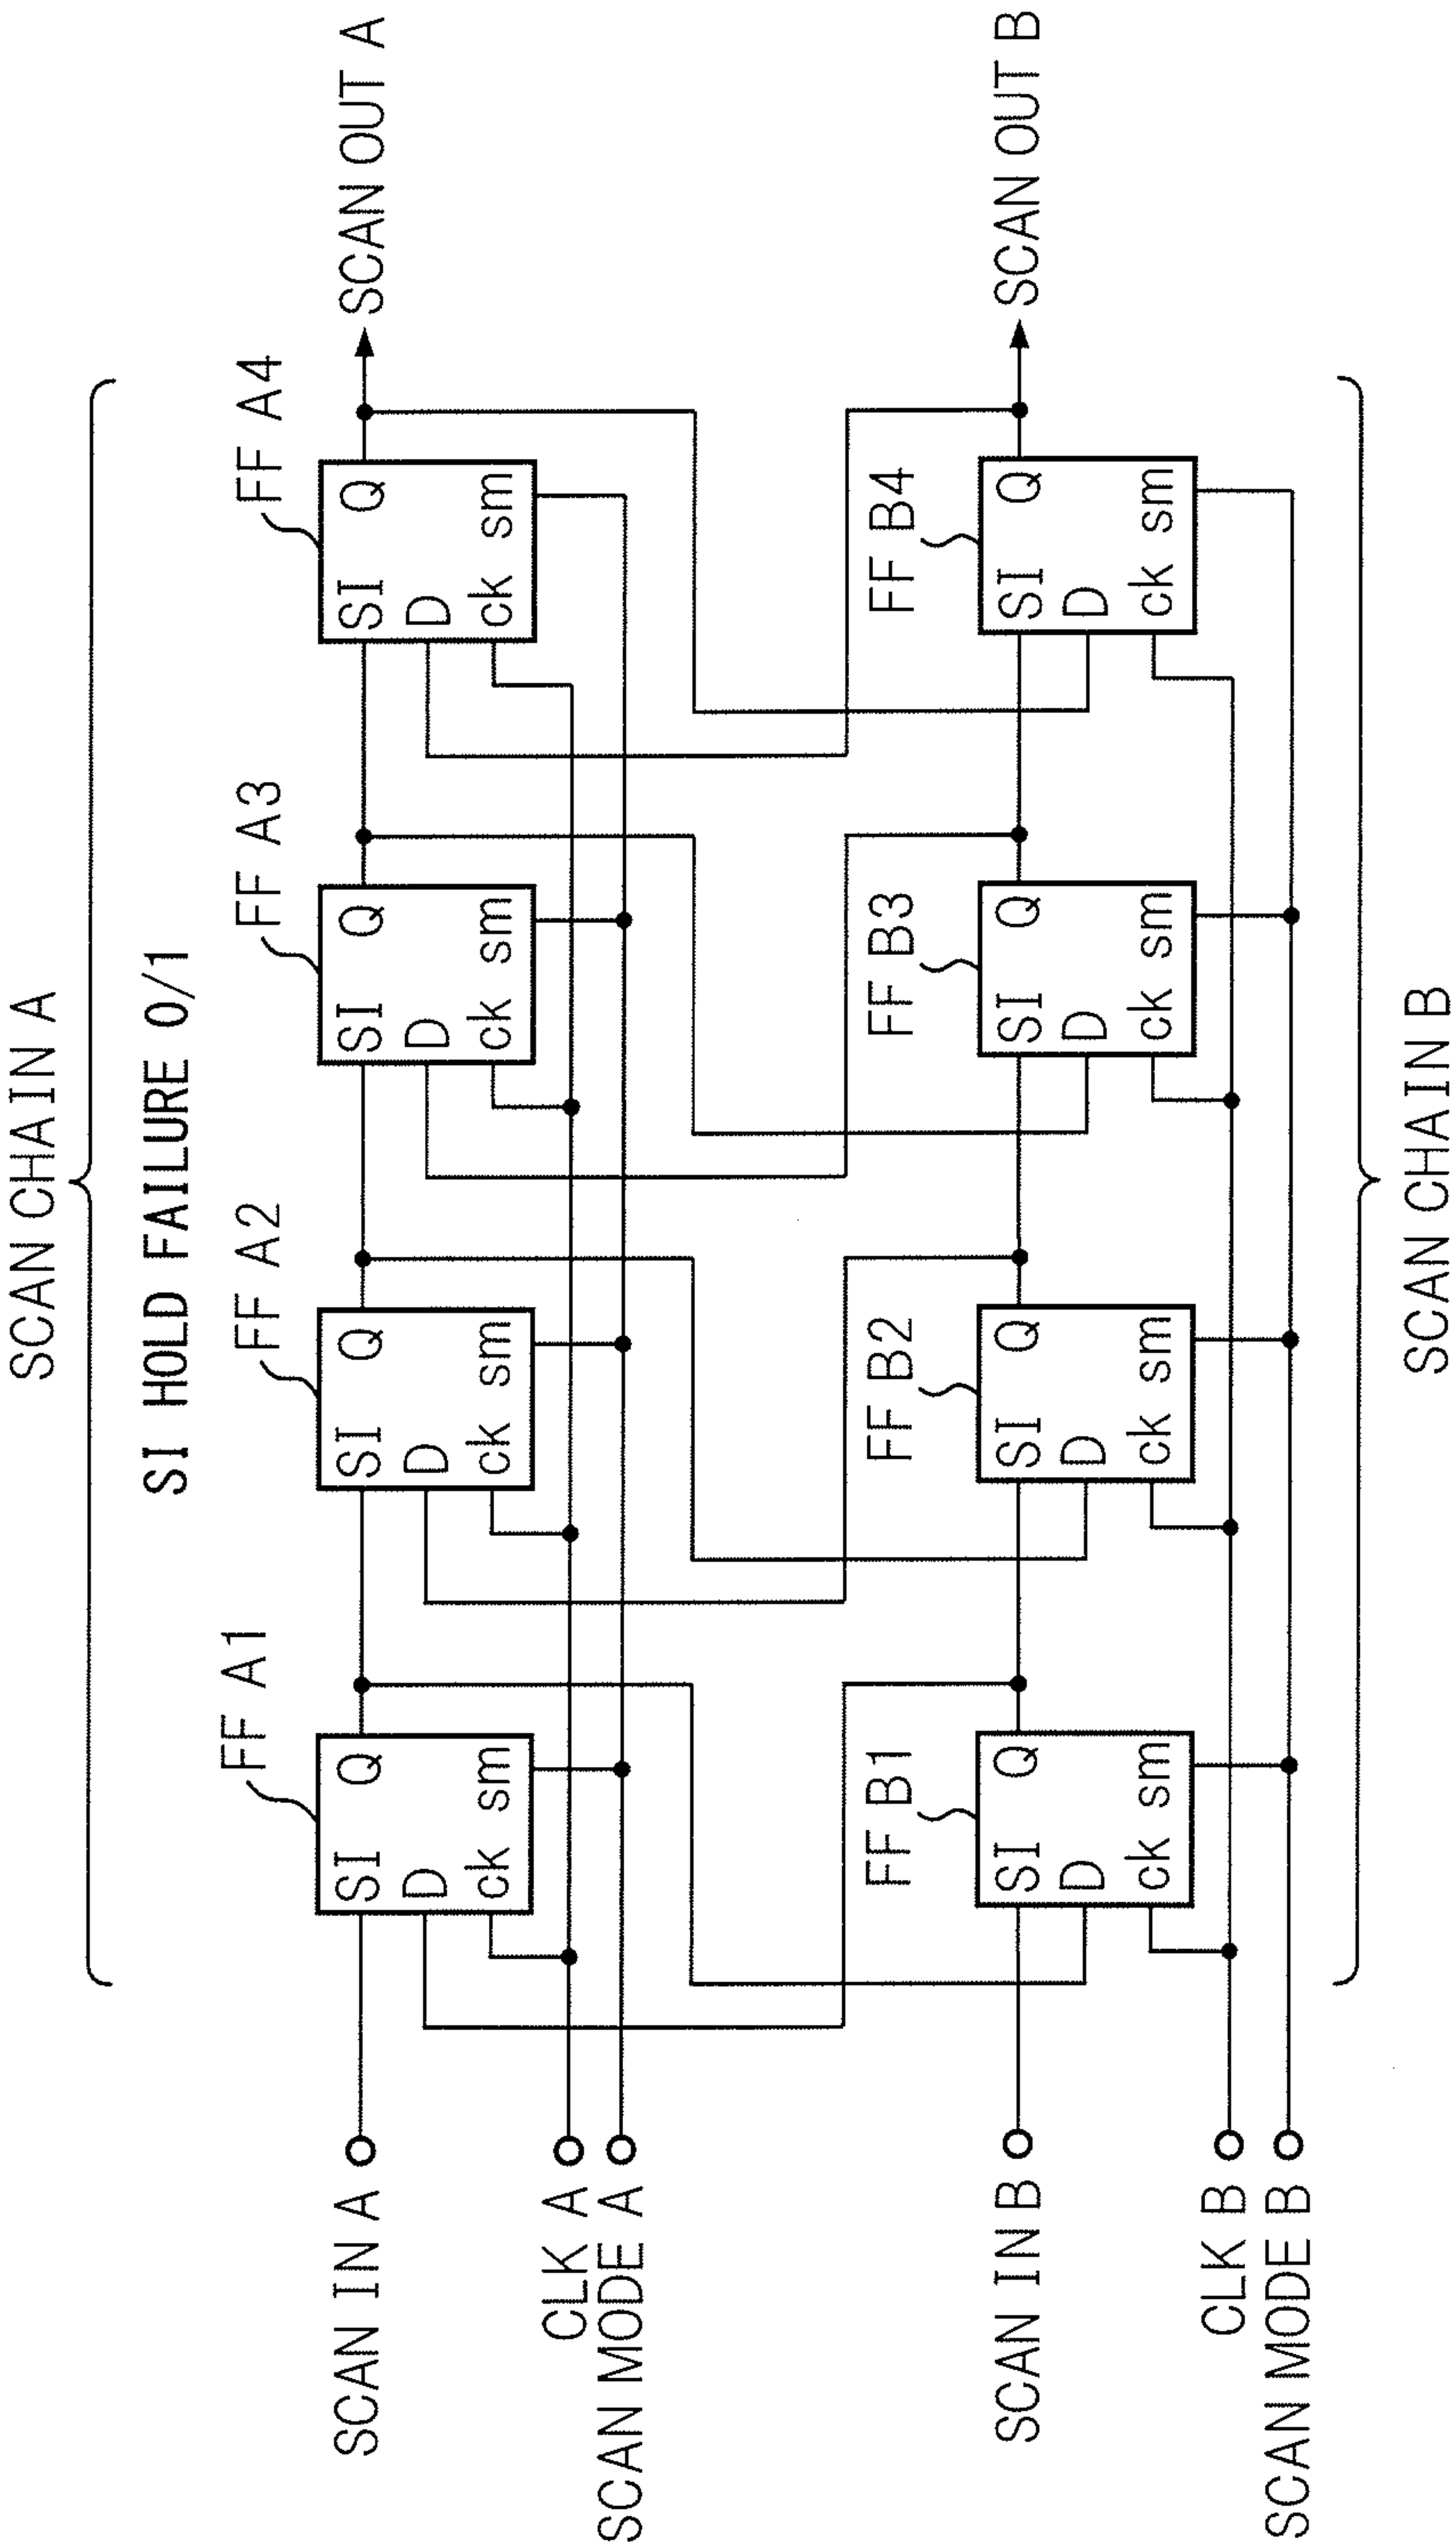 SCAN CHAIN A
SI HOLD FAILURE 0/1
FF A1
FF A2
FF A3
FF A4
SCAN IN A
SI Q
SI Q
SI Q
SI Q
SCAN OUT A
D
D
D
D
ck sm
ck sm
ck sm
ck sm
CLK A
SCAN MODE A
FF B1
FF B2
FF B3
FF B4
SCAN IN B
SI Q
SI Q
SI Q
SI Q
SCAN OUT B
D
D
D
D
ck sm
ck sm
ck sm
ck sm
CLK B
SCAN MODE B
SCAN CHAIN B